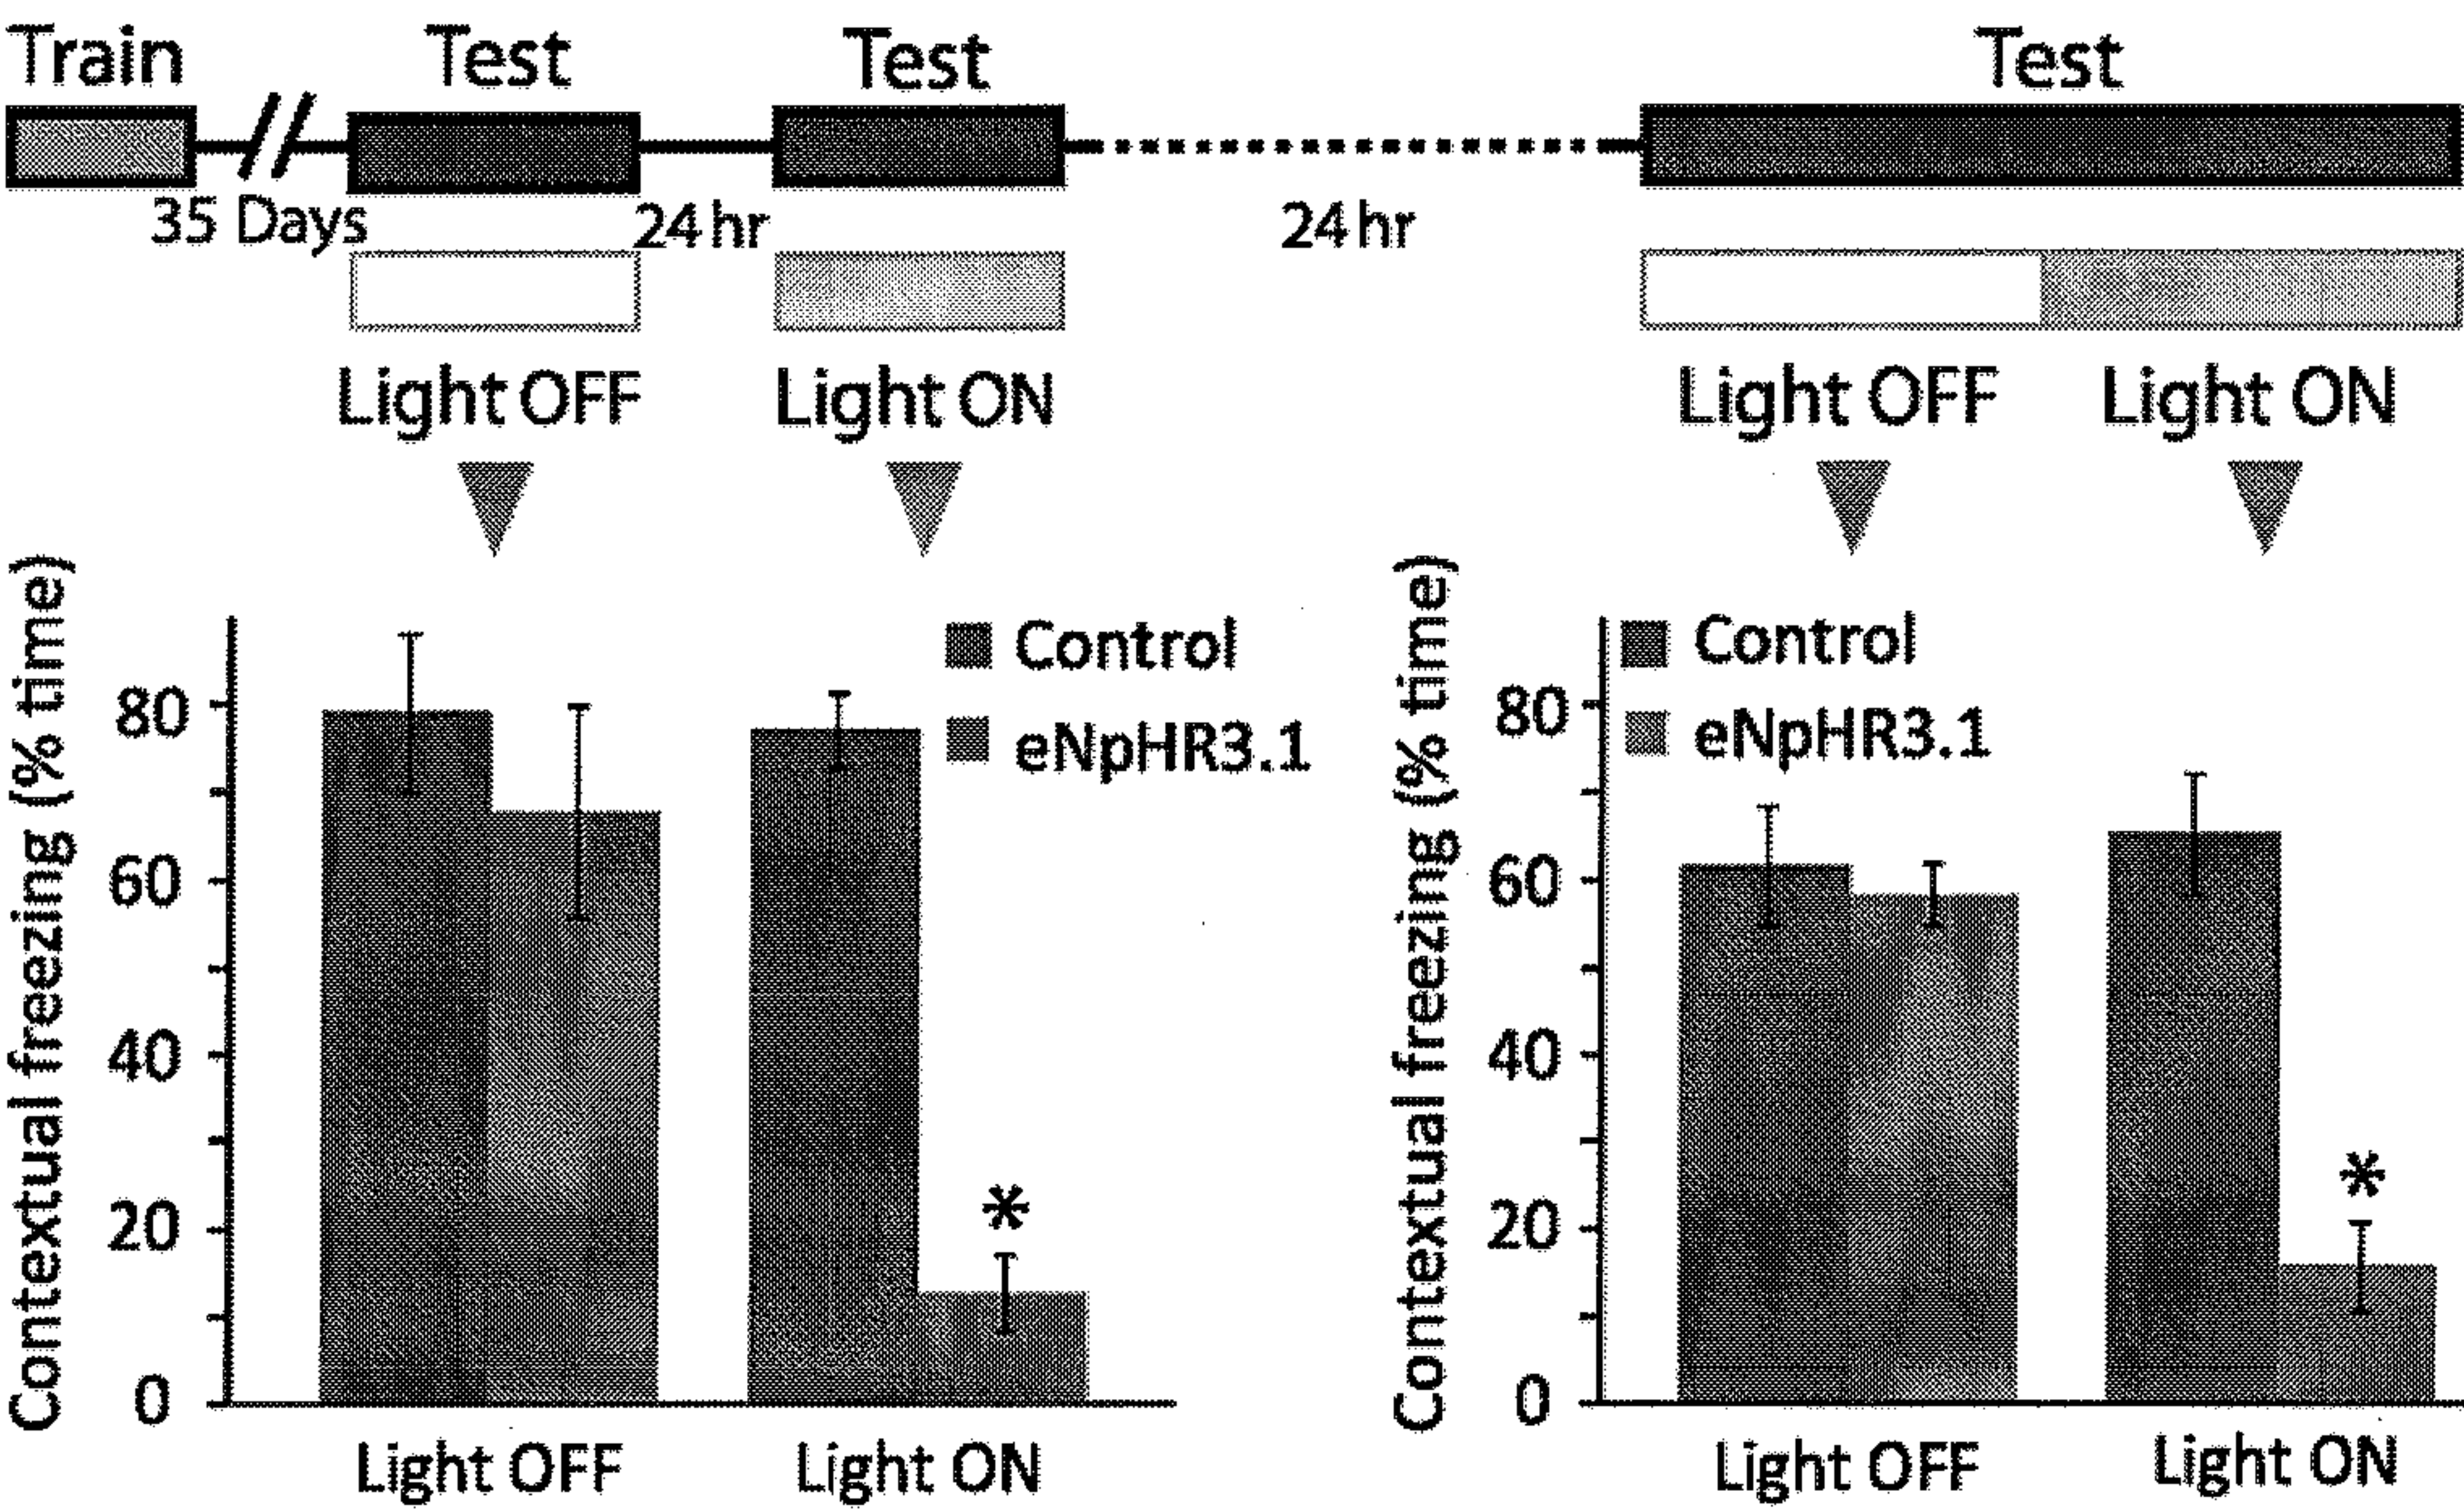 Train Test Test Test
35 Days 24 hr 24 hr
Light OFF Light ON Light OFF Light ON
Contextual freezing (% time)
80
60
40
20
0
Control
eNpHR3.1
*
Light OFF Light ON
Contextual freezing (% time)
80
60
40
20
0
Control
eNpHR3.1
*
Light OFF Light ON